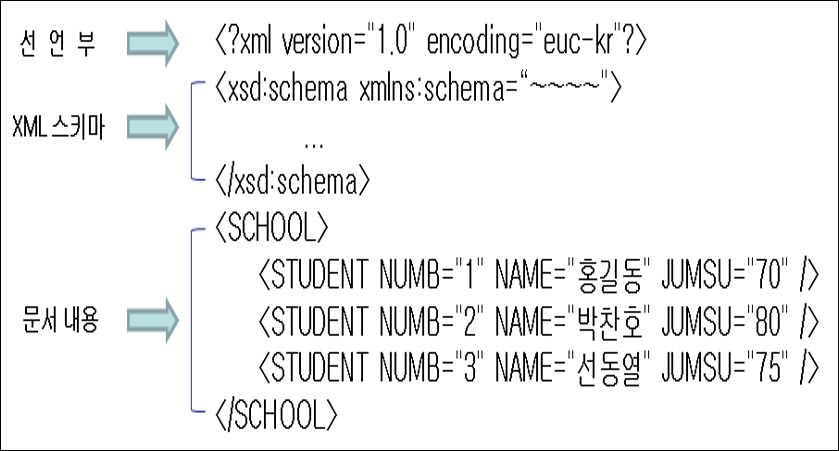 선 언 부 <?xml version="1.0" encoding="euc-kr"?>
<xsd:schema xmlns:schema="~~~~">
XML 스키마
...
</xsd:schema>
<SCHOOL>
<STUDENT NUMB="1" NAME="홍길동" JUMSU="70" />
문서 내용 <STUDENT NUMB="2" NAME="박찬호" JUMSU="80" />
<STUDENT NUMB="3" NAME="선동열" JUMSU="75" />
</SCHOOL>